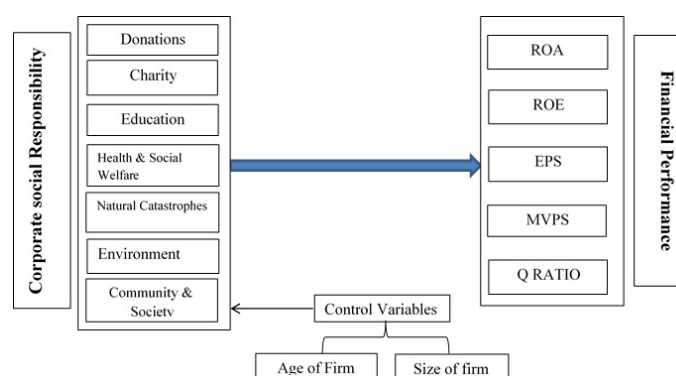 Corporate social Responsibility
Donations
Charity
Education
Health & Social
Welfare
Natural Catastrophes
Environment
Community &
Society
ROA
ROE
EPS
MVPS
Q RATIO
Financial Performance
Control Variables
Age of Firm
Size of firm